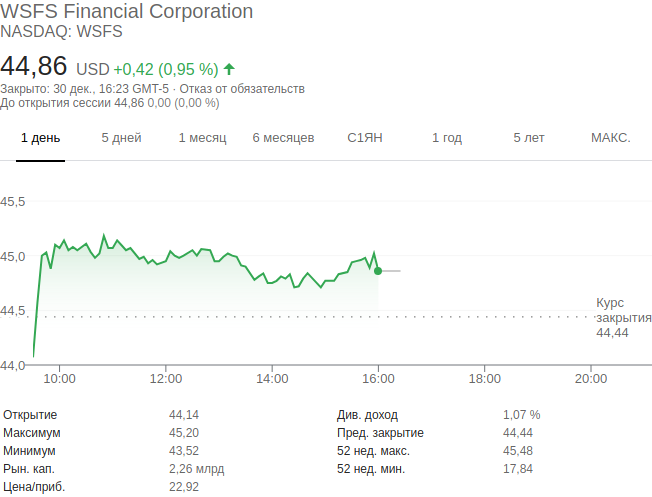 WSFS Financial Corporation
NASDAQ: WSFS
44,86 USD +0,42 (0,95 %)
Закрыто: 30 дек., 16:23 GMT-5 · Отказ от обязательств
До открытия сессии 44,86 0,00 (0,00 %)
1 день 5 дней 1 месяц 6 месяцев С1ЯН 1 год 5 лет МАКС.
45,5
45,0
44,5
Курс
закрытия
44,44
44,0
10:00 12:00 14:00 16:00 18:00 20:00
Открытие 44,14 Див. доход 1,07 %
Максимум 45,20 Пред. закрытие 44,44
Минимум 43,52 52 нед. макс. 45,48
Рын. кап. 2,26 млрд 52 нед. мин. 17,84
Цена/приб. 22,92